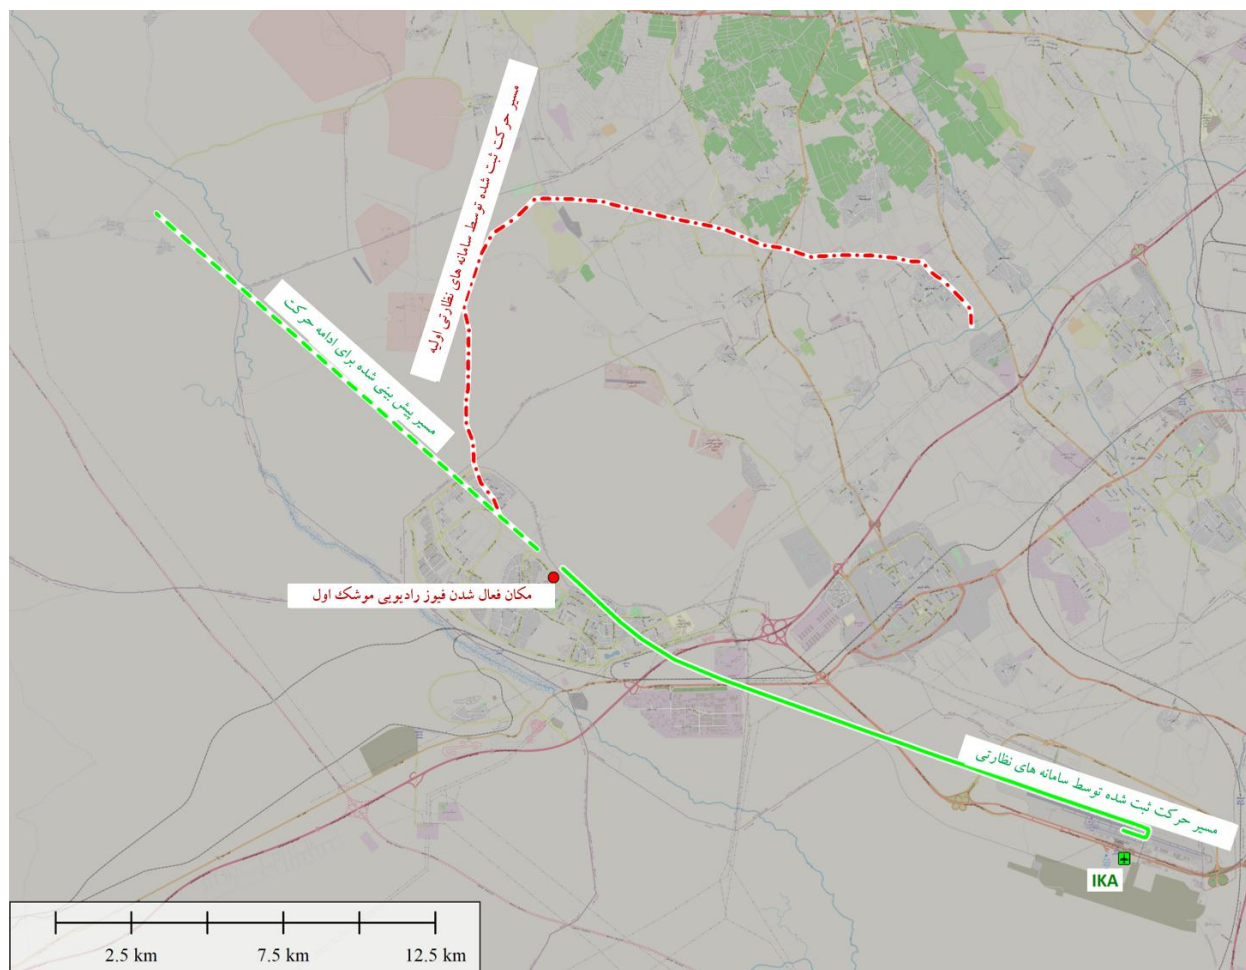 مسیر حرکت ثبت شده توسط سامانه های نظارتی اولیه
مسیر پیش بینی شده برای ادامه حرکت
مکان فعال شدن فیوز رادیویی موشک اول
مسیر حرکت ثبت شده توسط سامانه های نظارتی
IKA
2.5 km
7.5 km
12.5 km